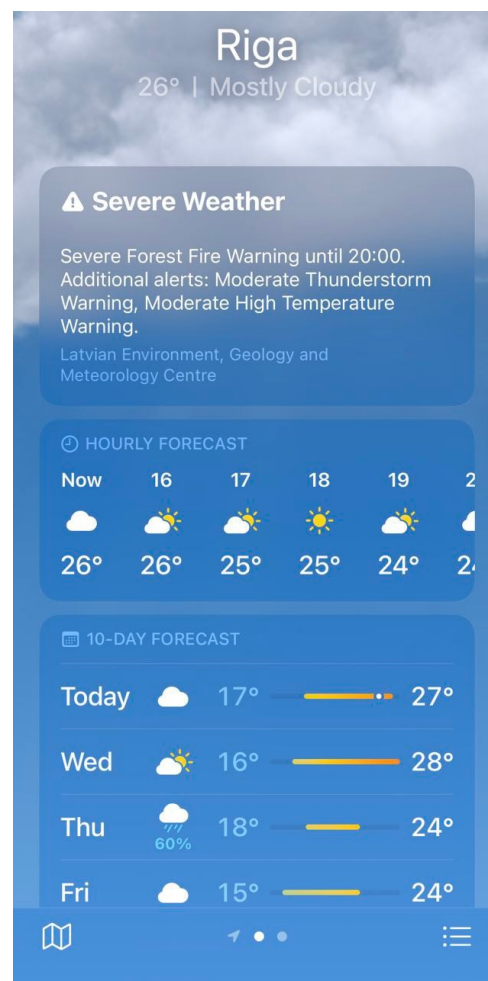 Riga
26° | Mostly Cloudy
Severe Weather
Severe Forest Fire Warning until 20:00.
Additional alerts: Moderate Thunderstorm
Warning, Moderate High Temperature
Warning.
Latvian Environment, Geology and
Meteorology Centre
HOURLY FORECAST
Now 16 17 18 19
26° 26° 25° 25° 24°
10-DAY FORECAST
Today 17° 27°
Wed 16° 28°
Thu 60% 18° 24°
Fri 15° 24°